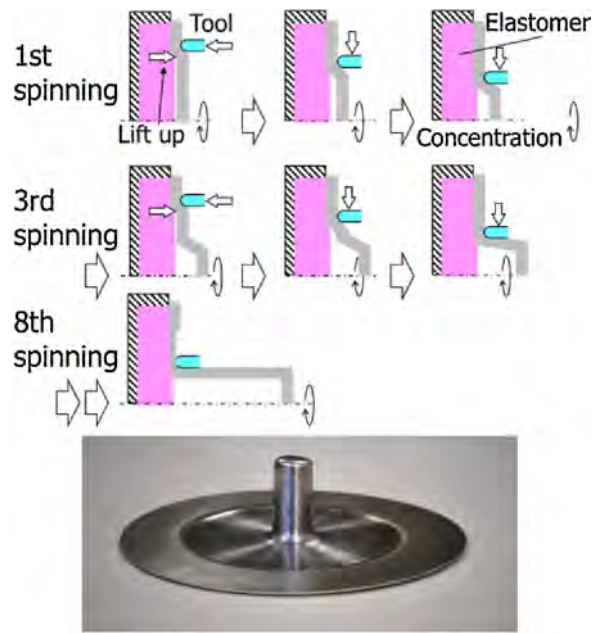 Tool
Elastomer
1st
spinning
Lift up
Concentration
3rd
spinning
8th
spinning